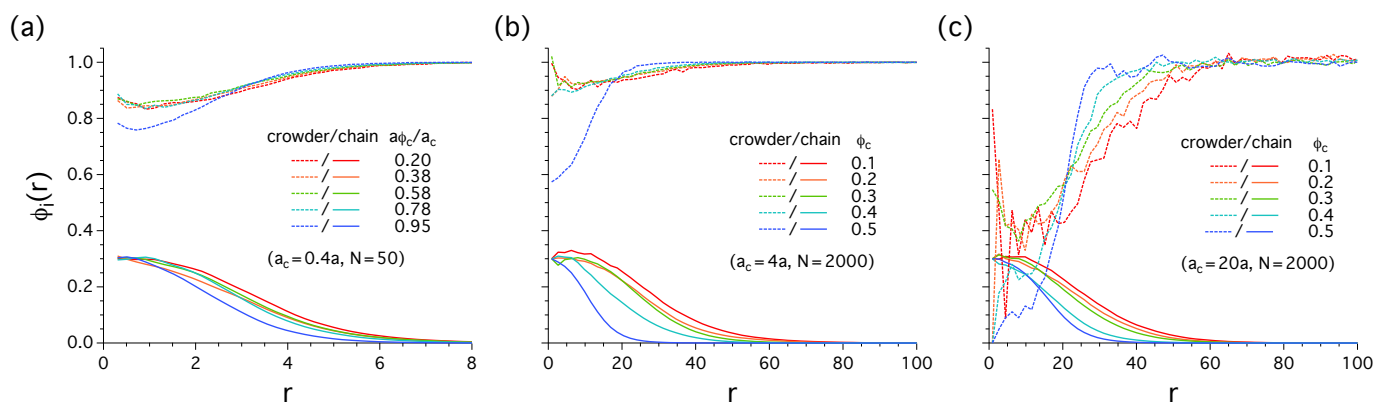 (a)
(b)
(c)
ϕi(r)
1.0
0.8
0.6
0.4
0.2
0.0
crowder/chain aϕc/ac
/ 0.20
/ 0.38
/ 0.58
/ 0.78
/ 0.95
(ac=0.4a, N=50)
0 2 4 6 8
r
crowder/chain ϕc
/ 0.1
/ 0.2
/ 0.3
/ 0.4
/ 0.5
(ac=4a, N=2000)
0 20 40 60 80 100
r
crowder/chain ϕc
/ 0.1
/ 0.2
/ 0.3
/ 0.4
/ 0.5
(ac=20a, N=2000)
0 20 40 60 80 100
r